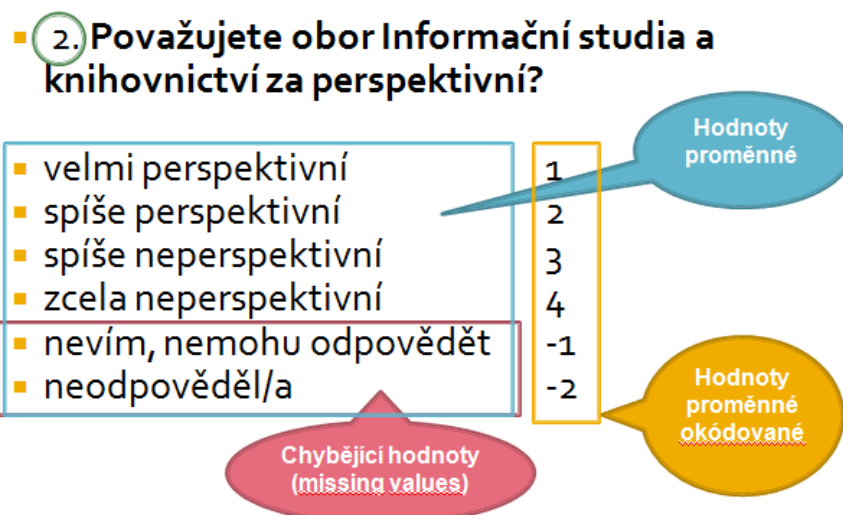 2. Považujete obor Informační studia a
knihovnictví za perspektivní?
Hodnoty
proměnné
velmi perspektivní 1
spíše perspektivní 2
spíše neperspektivní 3
zcela neperspektivní 4
nevím, nemohu odpovědět -1
neodpověděl/a -2
Hodnoty
proměnné
okódované
Chybějící hodnoty
(missing values)